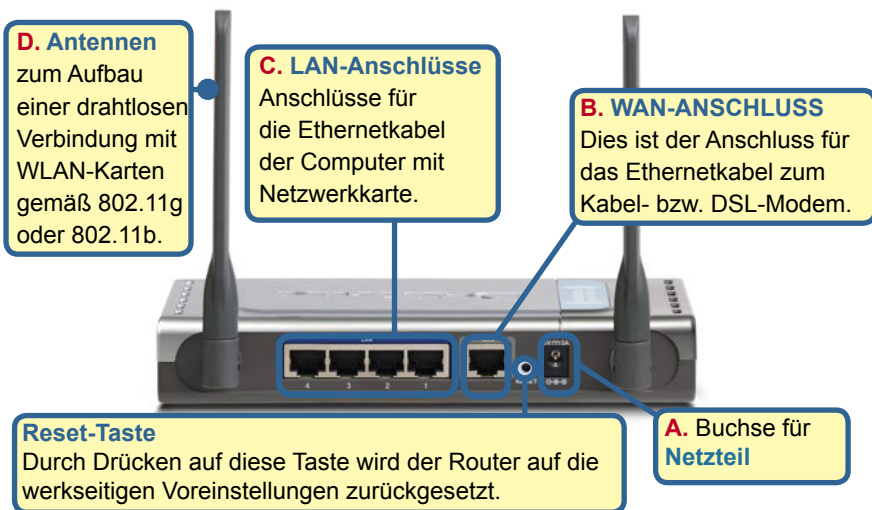 D. Antennen
zum Aufbau
einer drahtlosen
Verbindung mit
WLAN-Karten
gemäß 802.11g
oder 802.11b.
C. LAN-Anschlüsse
Anschlüsse für
die Ethernetkabel
der Computer mit
Netzwerkkarte.
B. WAN-ANSCHLUSS
Dies ist der Anschluss für
das Ethernetkabel zum
Kabel- bzw. DSL-Modem.
LAN
4 3 2 1
Reset-Taste
Durch Drücken auf diese Taste wird der Router auf die
werkseitigen Voreinstellungen zurückgesetzt.
A. Buchse für
Netzteil